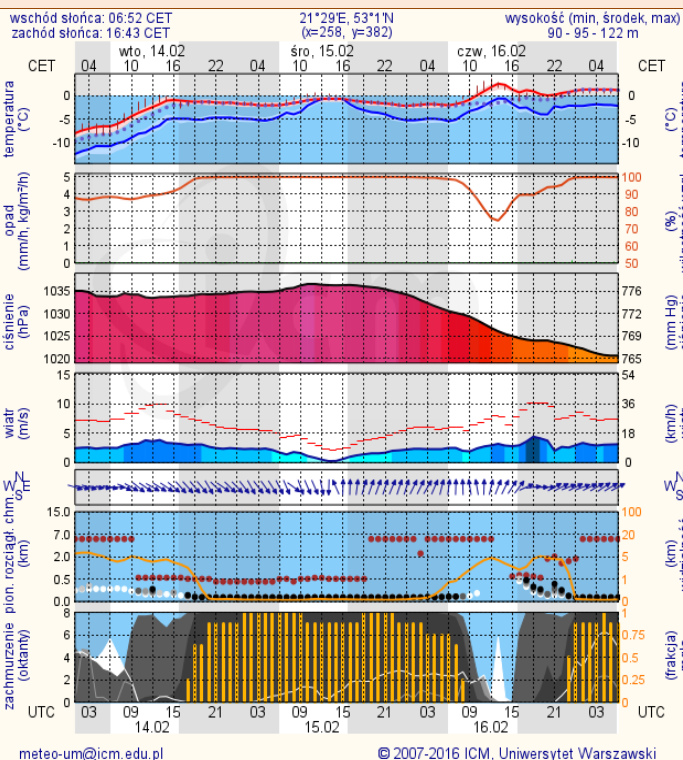 wschód słońca: 06:52 CET
zachód słońca: 16:43 CET
21°29'E, 53°1'N
(x=258, y=382)
wysokość (min, środek, max)
90 - 95 - 122 m
wto, 14.02 śro, 15.02 czw, 16.02
CET 04 10 16 22 04 10 16 22 04 10 16 22 04 CET
temperatura
(°C)
0
-5
-10
0
-5
-10
(°C)
opad
(mm/h, kg/m²/h)
5
4
3
2
1
0
100
90
80
70
60
50
(%)
ciśnienie
(hPa)
1035
1030
1025
1020
776
772
769
765
(mm Hg)
wiatr
(m/s)
15
10
5
0
54
36
18
0
(km/h)
N
W E
S
N
W
S
pion. rozciągł. chm.
(km)
15.0
7.0
2.0
0.5
0.0
100
20
5
1
0
(km)
zachmurzenie
(oktanty)
8
6
4
2
0
1
0.75
0.5
0.25
0
(frakcja)
UTC 03 09 15 21 03 09 15 21 03 09 15 21 03 UTC
14.02 15.02 16.02
meteo-um@icm.edu.pl
© 2007-2016 ICM, Uniwersytet Warszawski